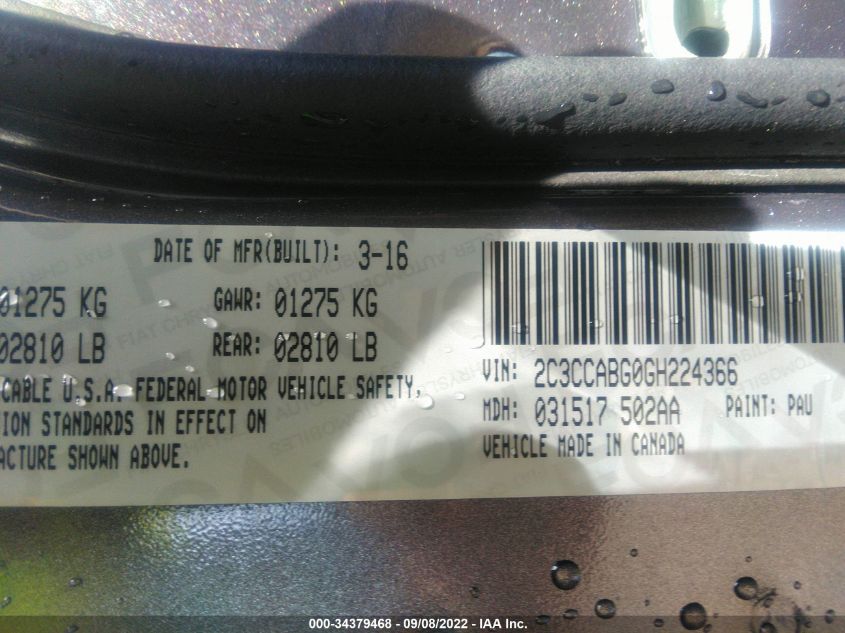 DATE OF MFR(BUILT): 3-16
01275 KG GAWR: 01275 KG
02810 LB REAR: 02810 LB
CABLE U.S.A. FEDERAL MOTOR VEHICLE SAFETY,
ION STANDARDS IN EFFECT ON
ACTURE SHOWN ABOVE.
VIN: 2C3CCABG0GH224366
MDH: 031517 502AA PAINT: PAU
VEHICLE MADE IN CANADA
000-34379468 - 09/08/2022 - IAA Inc.